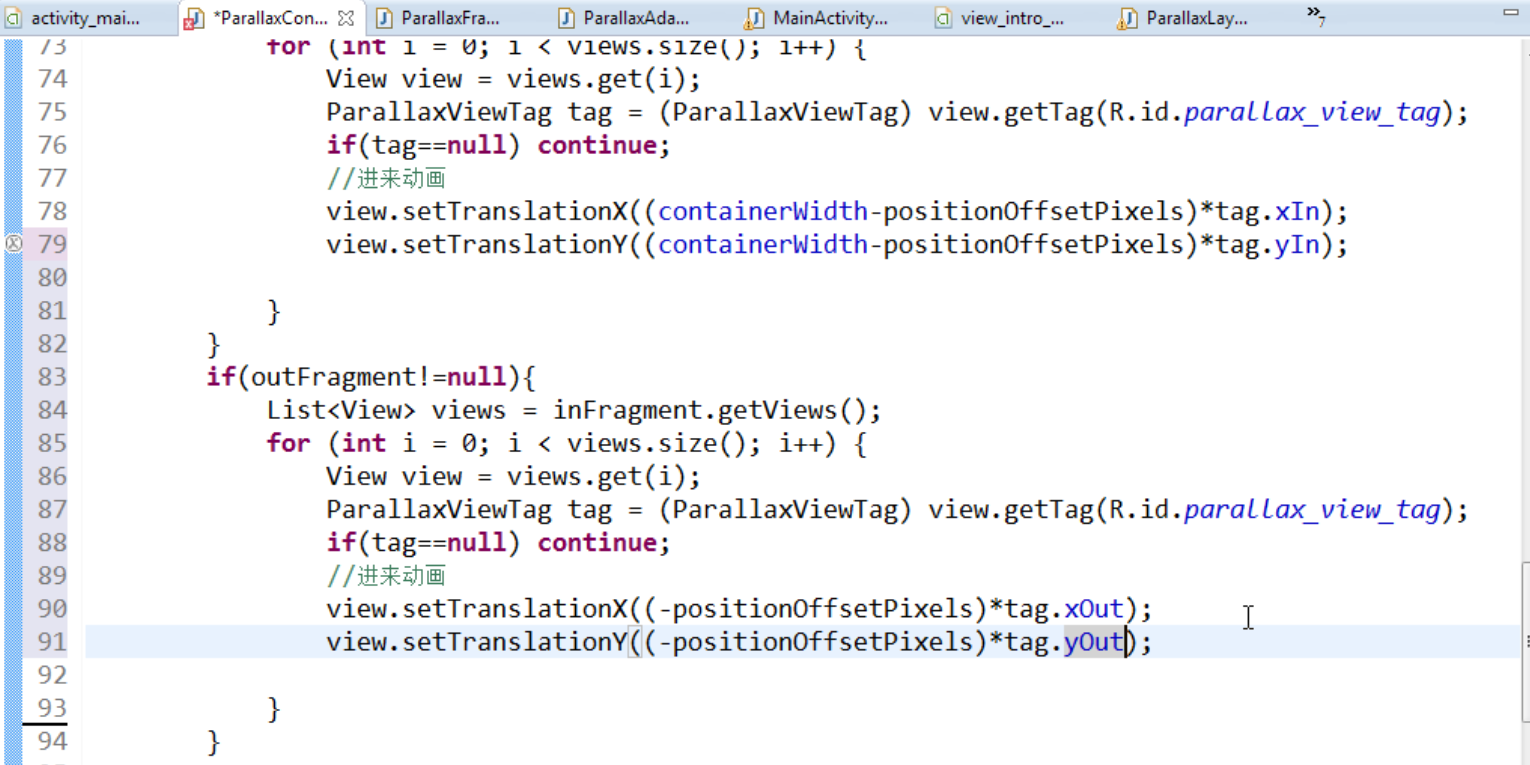 activity_mai... *ParallaxCon... ParallaxFra... ParallaxAda... MainActivity... view_intro_... ParallaxLay... »7
73 for (int i = 0; i < views.size(); i++) {
74 View view = views.get(i);
75 ParallaxViewTag tag = (ParallaxViewTag) view.getTag(R.id.parallax_view_tag);
76 if(tag==null) continue;
77 //进来动画
78 view.setTranslationX((containerWidth-positionOffsetPixels)*tag.xIn);
79 view.setTranslationY((containerWidth-positionOffsetPixels)*tag.yIn);
80
81 }
82 }
83 if(outFragment!=null){
84 List<View> views = inFragment.getViews();
85 for (int i = 0; i < views.size(); i++) {
86 View view = views.get(i);
87 ParallaxViewTag tag = (ParallaxViewTag) view.getTag(R.id.parallax_view_tag);
88 if(tag==null) continue;
89 //进来动画
90 view.setTranslationX((-positionOffsetPixels)*tag.xOut);
91 view.setTranslationY((-positionOffsetPixels)*tag.yOut);
92
93 }
94 }